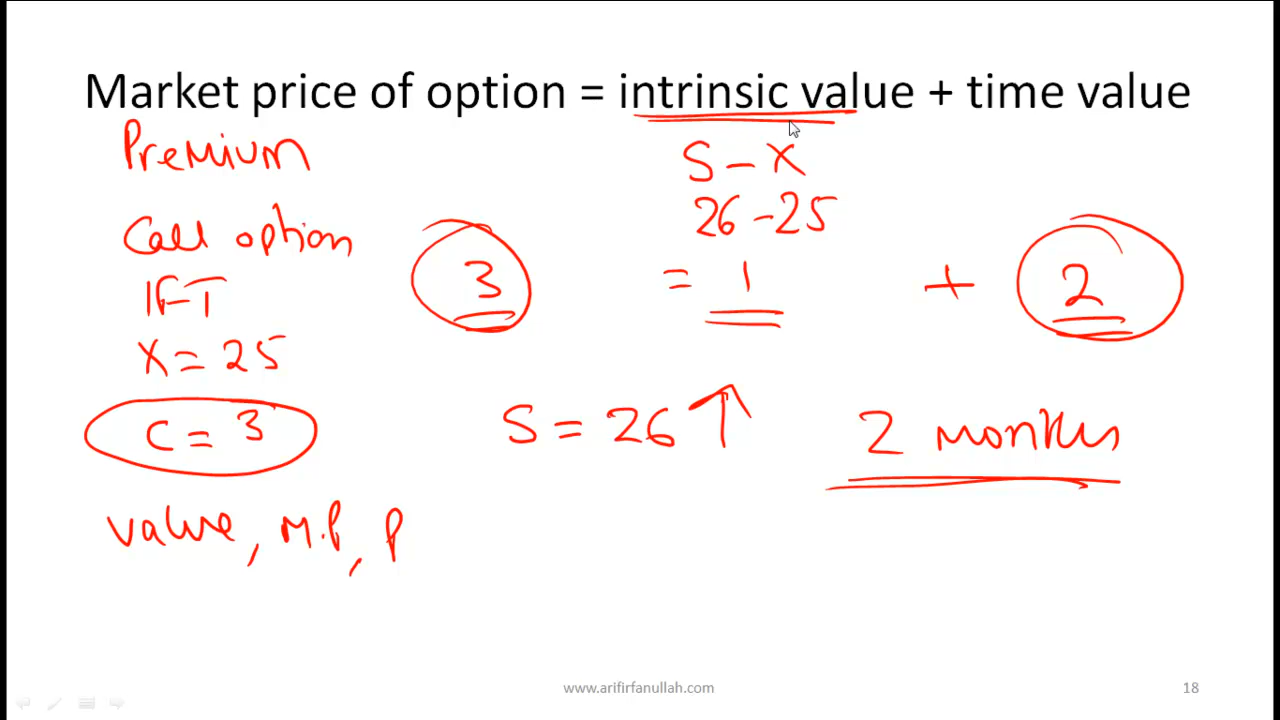 Market price of option = intrinsic value + time value
Premium
S - X
Call option
26 - 25
IFT
3 = 1 + 2
X = 25
C = 3
S = 26 ↑
2 months
value, M.P, P
www.arifirfanullah.com
18